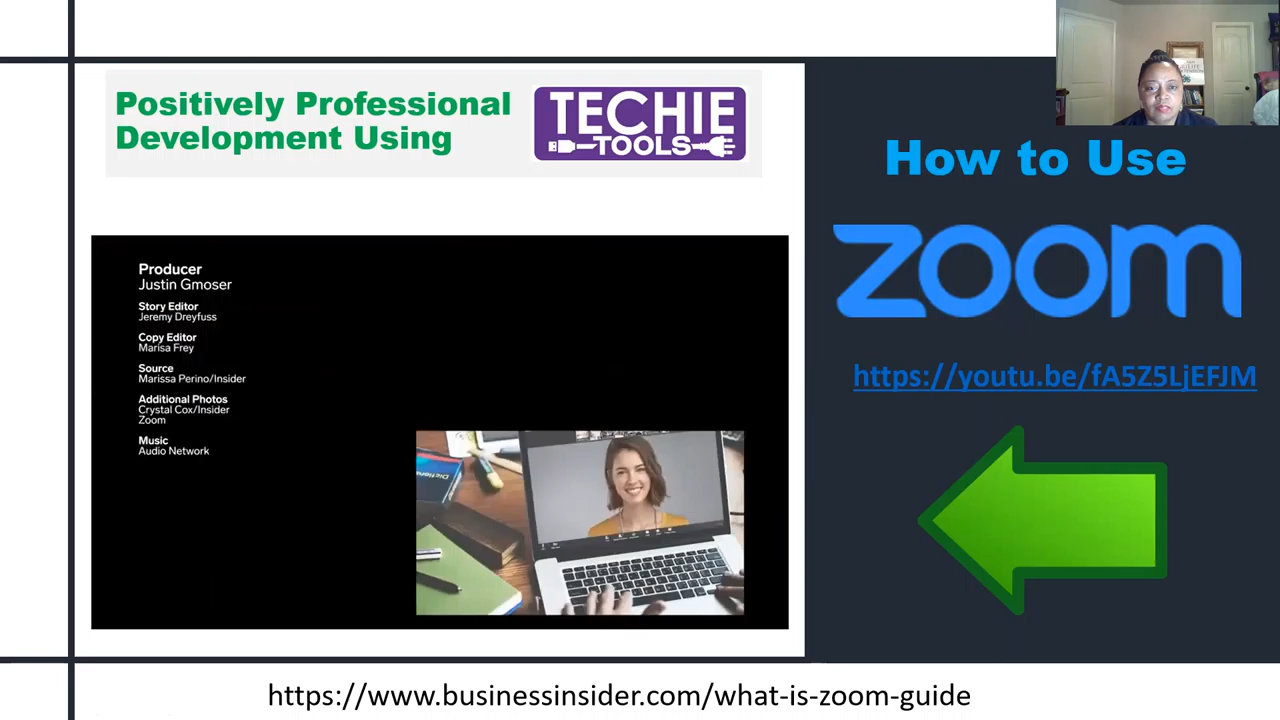 Positively Professional
Development Using
TECHIE
TOOLS
How to Use
zoom
https://youtu.be/fA5Z5LjEFJM
Producer
Justin Gmoser
Story Editor
Jeremy Dreyfuss
Copy Editor
Marisa Frey
Source
Marissa Perino/Insider
Additional Photos
Crystal Cox/Insider
Zoom
Music
Audio Network
https://www.businessinsider.com/what-is-zoom-guide